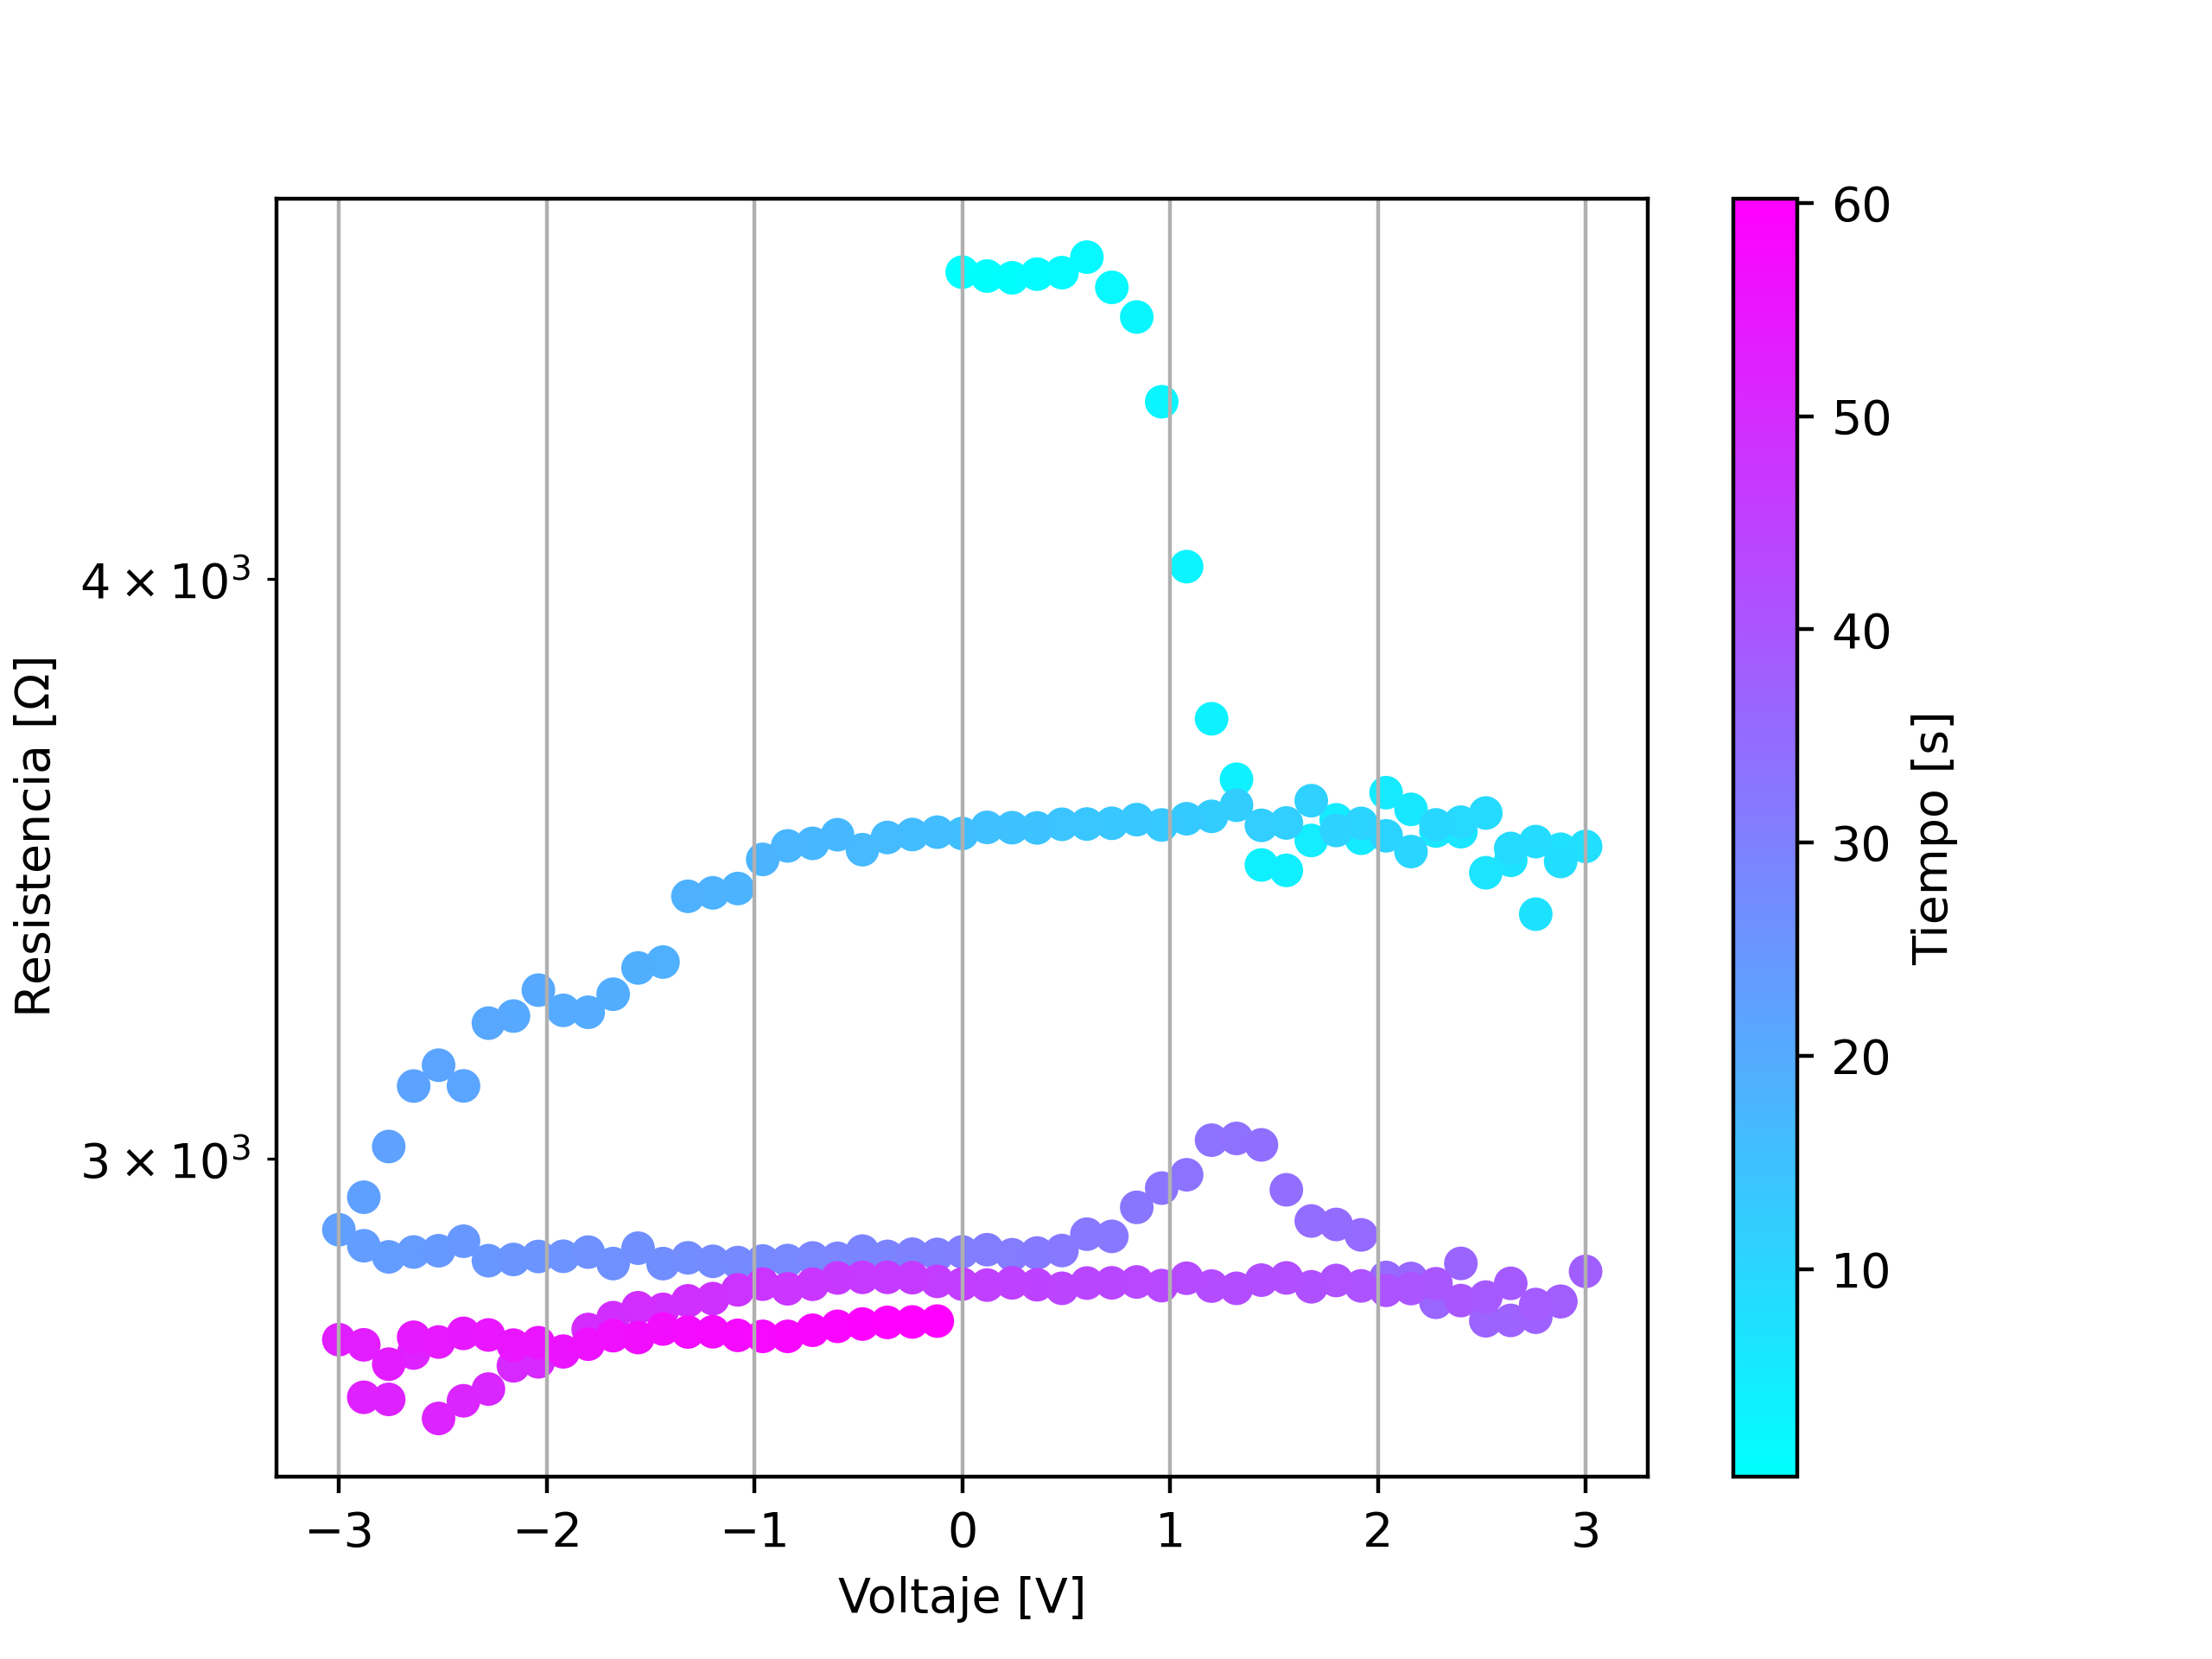 Resistencia [Ω]
4 × 10³
3 × 10³
−3 −2 −1 0 1 2 3
Voltaje [V]
60
50
40
30
20
10
Tiempo [s]